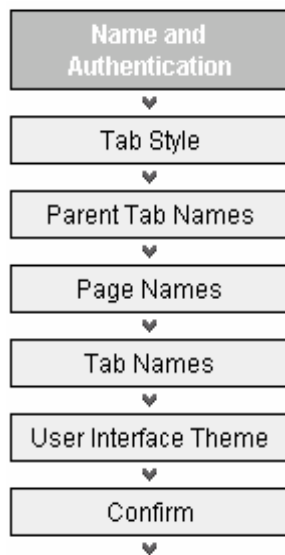 Name and
Authentication
Tab Style
Parent Tab Names
Page Names
Tab Names
User Interface Theme
Confirm